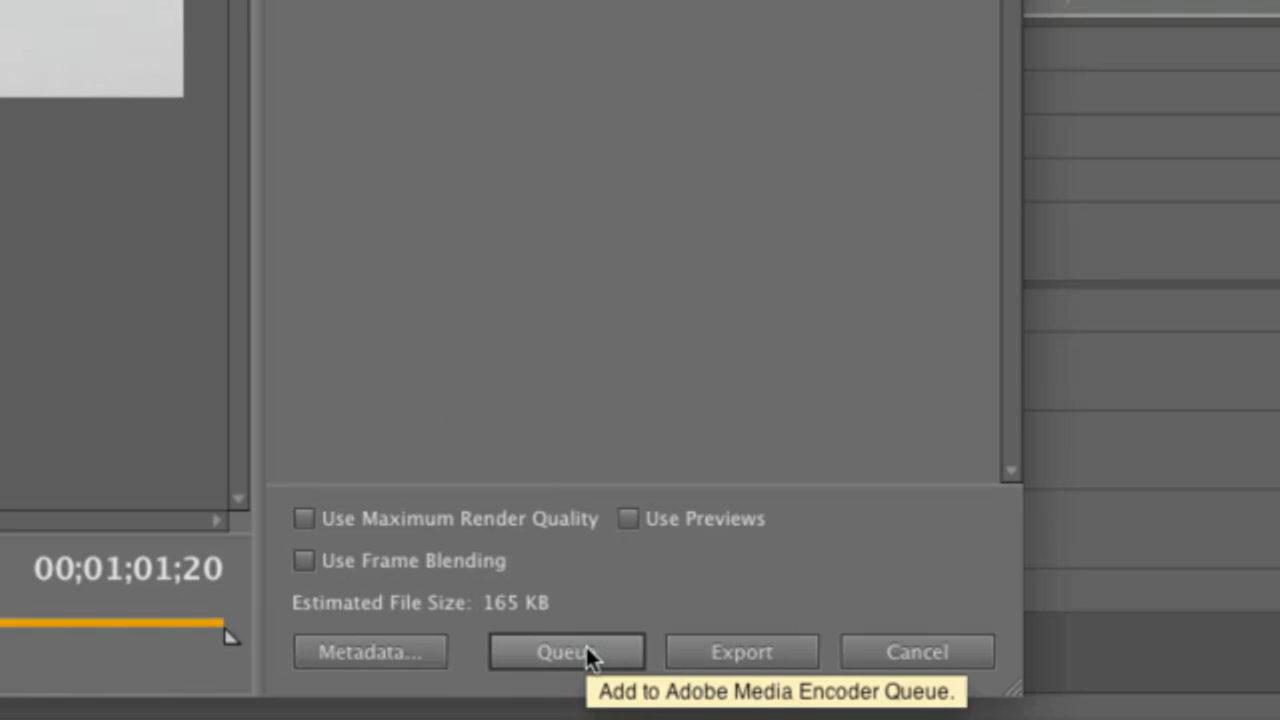 Use Maximum Render Quality Use Previews
00;01;01;20 Use Frame Blending
Estimated File Size: 165 KB
Metadata... Queue Export Cancel
Add to Adobe Media Encoder Queue.